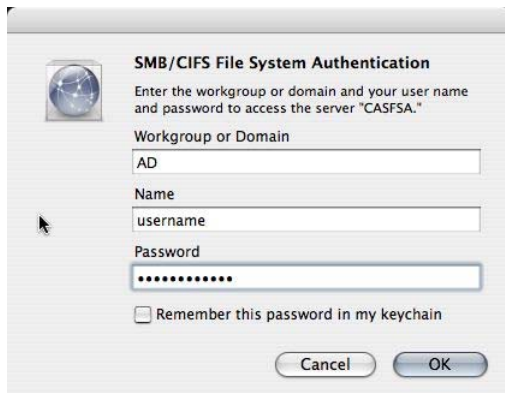 SMB/CIFS File System Authentication
Enter the workgroup or domain and your user name
and password to access the server "CASFSA."
Workgroup or Domain
AD
Name
username
Password
••••••••••••
Remember this password in my keychain
Cancel OK